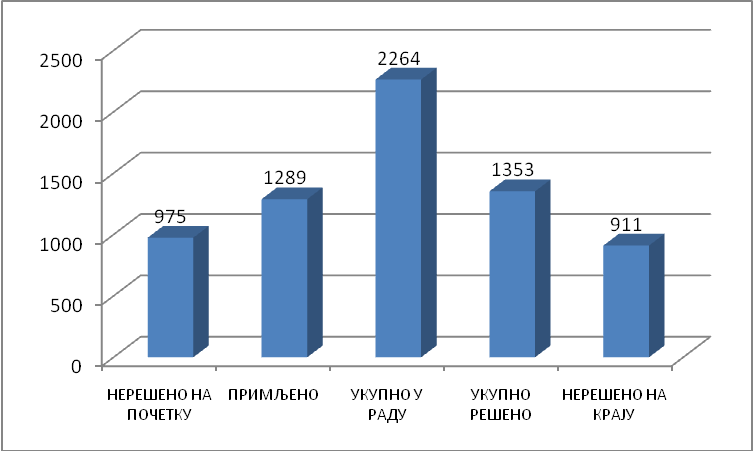 2500
2000
1500
1000
500
0
975
1289
2264
1353
911
НЕРЕШЕНО НА
ПОЧЕТКУ
ПРИМЉЕНО
УКУПНО У
РАДУ
УКУПНО
РЕШЕНО
НЕРЕШЕНО НА
КРАЈУ